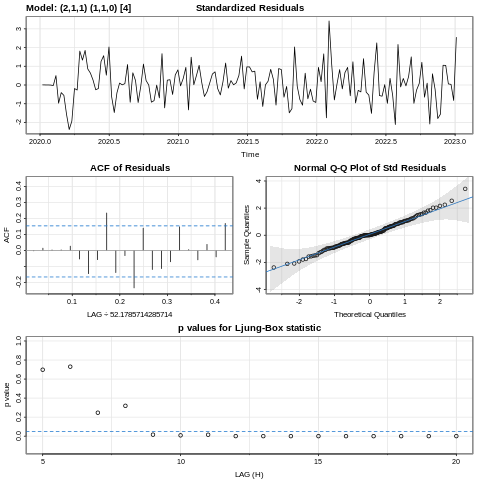 Model: (2,1,1) (1,1,0) [4] Standardized Residuals
3
2
1
0
-1
-2
2020.0 2020.5 2021.0 2021.5 2022.0 2022.5 2023.0
Time
ACF of Residuals
ACF
0.4
0.3
0.2
0.1
0.0
-0.2
0.1 0.2 0.3 0.4
LAG ÷ 52.1785714285714
Normal Q-Q Plot of Std Residuals
Sample Quantiles
4
2
0
-2
-4
-2 -1 0 1 2
Theoretical Quantiles
p values for Ljung-Box statistic
p value
1.0
0.8
0.6
0.4
0.2
0.0
5 10 15 20
LAG (H)